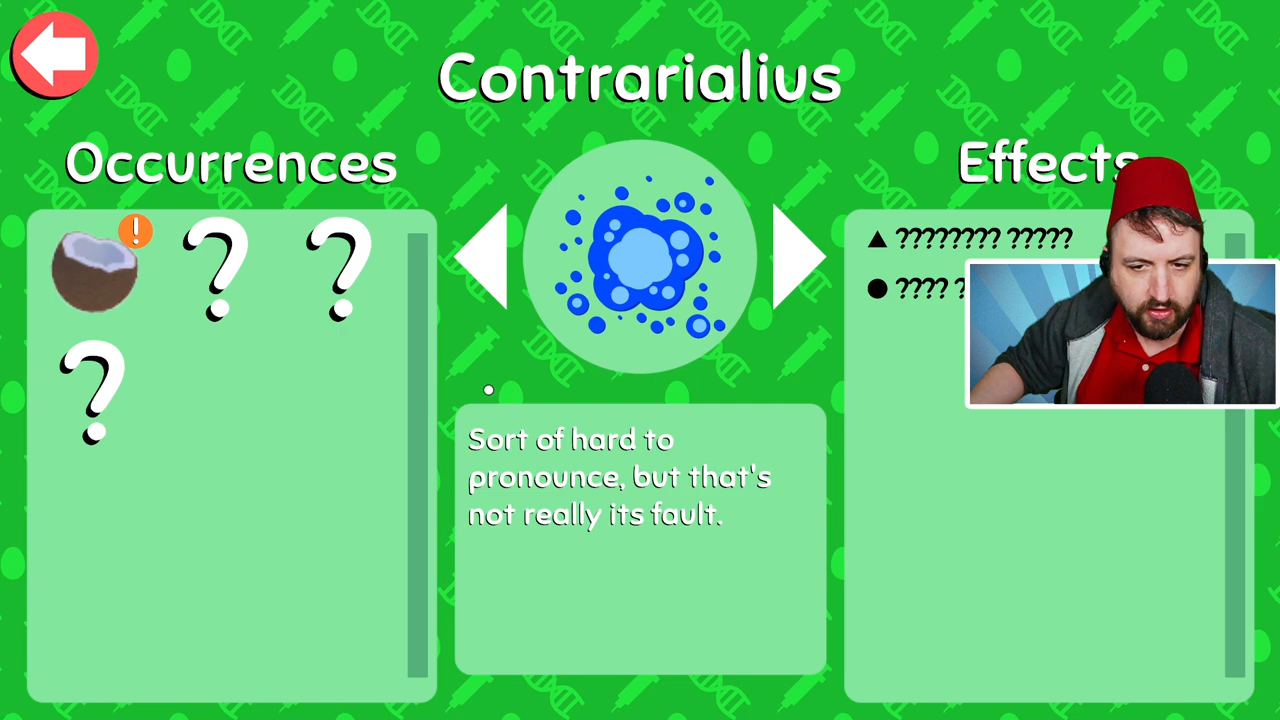 Contrarialius
Occurrences
!
? ?
?
Sort of hard to
pronounce, but that's
not really its fault.
Effects
???????? ?????
???? ?